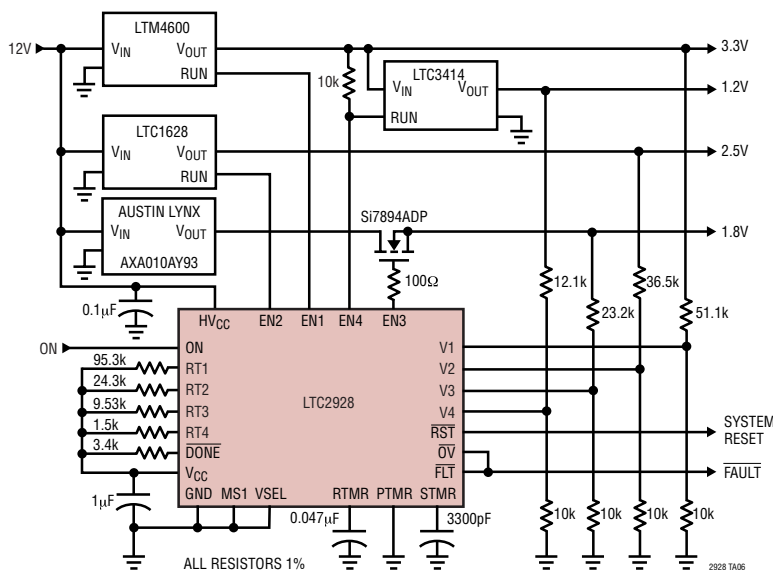 LTM4600
12V
VIN
VOUT
RUN
3.3V
10k
LTC3414
VIN
VOUT
RUN
1.2V
LTC1628
VIN
VOUT
RUN
2.5V
AUSTIN LYNX
VIN
VOUT
AXA010AY93
Si7894ADP
1.8V
100Ω
12.1k
36.5k
23.2k
51.1k
0.1µF
HVCC
EN2
EN1
EN4
EN3
ON
ON
95.3k
RT1
24.3k
RT2
9.53k
RT3
1.5k
RT4
3.4k
DONE
VCC
LTC2928
V1
V2
V3
V4
RST
OV
FLT
SYSTEM
RESET
FAULT
1µF
GND
MS1
VSEL
RTMR
PTMR
STMR
0.047µF
3300pF
10k
10k
10k
10k
ALL RESISTORS 1%
2928 TA06